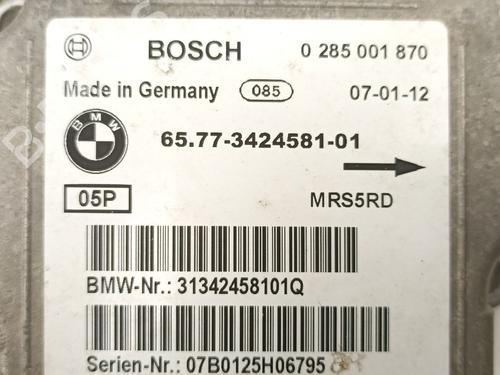 BOSCH 0 285 001 870
Made in Germany 085 07-01-12
BMW 65.77-3424581-01
05P MRS5RD
BMW-Nr.: 31342458101Q
Serien-Nr.: 07B0125H06795